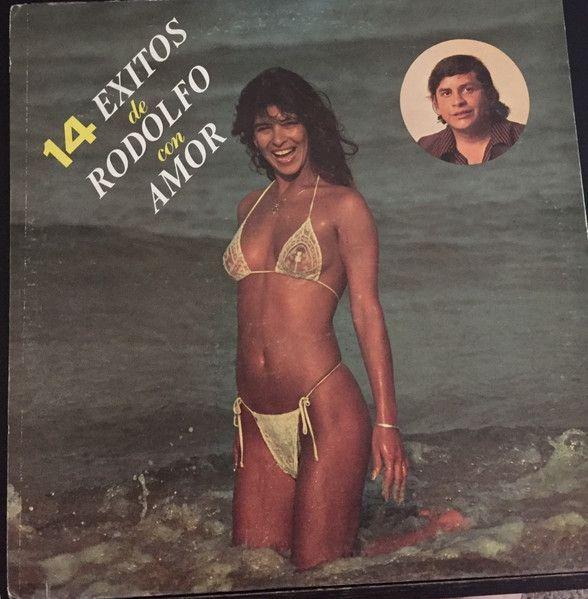 14 EXITOS
de
RODOLFO
con
AMOR